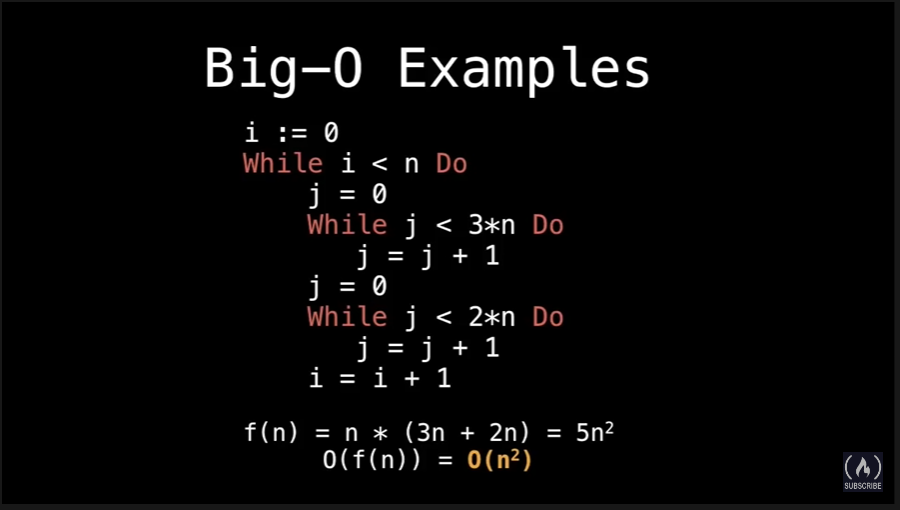 Big-O Examples
i := 0
While i < n Do
    j = 0
    While j < 3*n Do
       j = j + 1
    j = 0
    While j < 2*n Do
       j = j + 1
    i = i + 1
f(n) = n * (3n + 2n) = 5n²
O(f(n)) = O(n²)
SUBSCRIBE